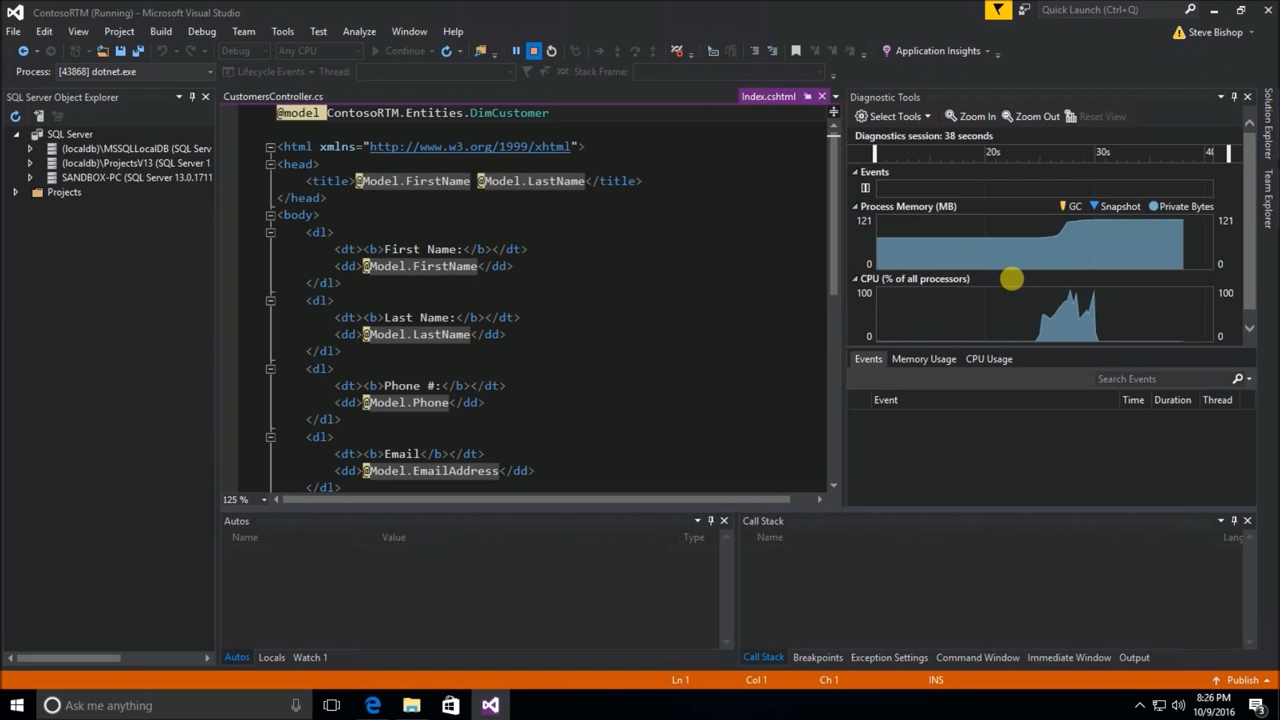 ContosoRTM (Running) - Microsoft Visual Studio
Quick Launch (Ctrl+Q)
File Edit View Project Build Debug Team Tools Test Analyze Window Help
Steve Bishop
Debug Any CPU Continue Application Insights
Process: [43868] dotnet.exe Lifecycle Events Thread: Stack Frame:
SQL Server Object Explorer
SQL Server
(localdb)\MSSQLLocalDB (SQL Serv
(localdb)\ProjectsV13 (SQL Server 1
SANDBOX-PC (SQL Server 13.0.1711
Projects
CustomersController.cs Index.cshtml
@model ContosoRTM.Entities.DimCustomer
<html xmlns="http://www.w3.org/1999/xhtml">
<head>
<title>@Model.FirstName @Model.LastName</title>
</head>
<body>
<dl>
<dt><b>First Name:</b></dt>
<dd>@Model.FirstName</dd>
</dl>
<dl>
<dt><b>Last Name:</b></dt>
<dd>@Model.LastName</dd>
</dl>
<dl>
<dt><b>Phone #:</b></dt>
<dd>@Model.Phone</dd>
</dl>
<dl>
<dt><b>Email</b></dt>
<dd>@Model.EmailAddress</dd>
</dl>
125 %
Diagnostic Tools
Select Tools Zoom In Zoom Out Reset View
Diagnostics session: 38 seconds
20s 30s 4
Events
Process Memory (MB) GC Snapshot Private Bytes
121 121
0 0
CPU (% of all processors)
100 100
0 0
Events Memory Usage CPU Usage
Search Events
Event Time Duration Thread
Solution Explorer
Team Explorer
Autos
Name Value Type
Autos Locals Watch 1
Call Stack
Name Lang
Call Stack Breakpoints Exception Settings Command Window Immediate Window Output
Ln 1 Col 1 Ch 1 INS Publish
Ask me anything
8:26 PM
10/9/2016
3